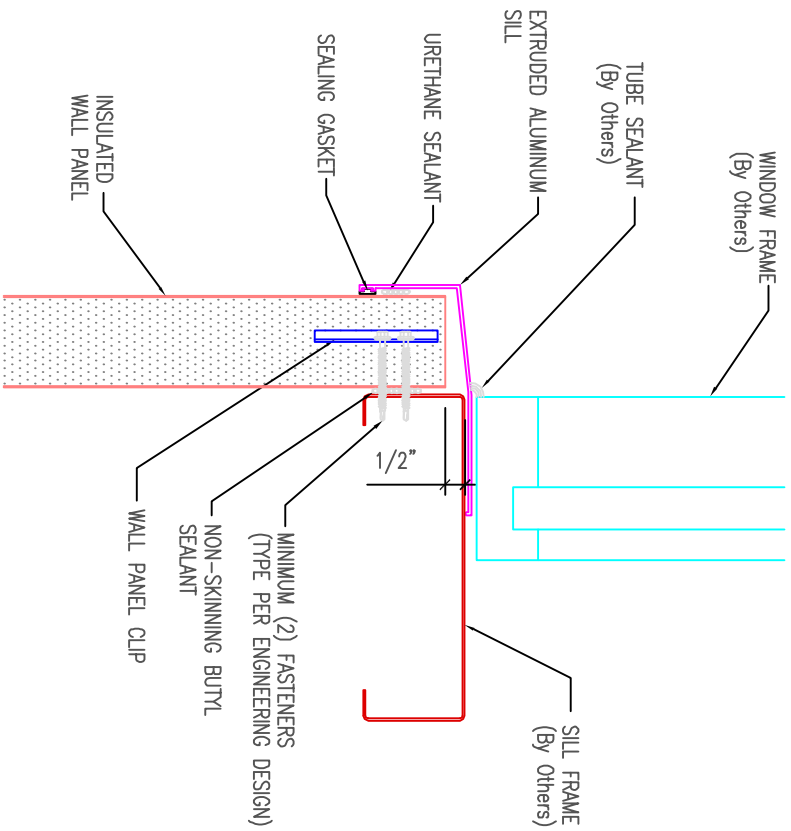 WINDOW FRAME
(By Others)
TUBE SEALANT
(By Others)
EXTRUDED ALUMINUM
SILL
URETHANE SEALANT
SEALING GASKET
INSULATED
WALL PANEL
1/2"
SILL FRAME
(By Others)
MINIMUM (2) FASTENERS
(TYPE PER ENGINEERING DESIGN)
NON-SKINNING BUTYL
SEALANT
WALL PANEL CLIP